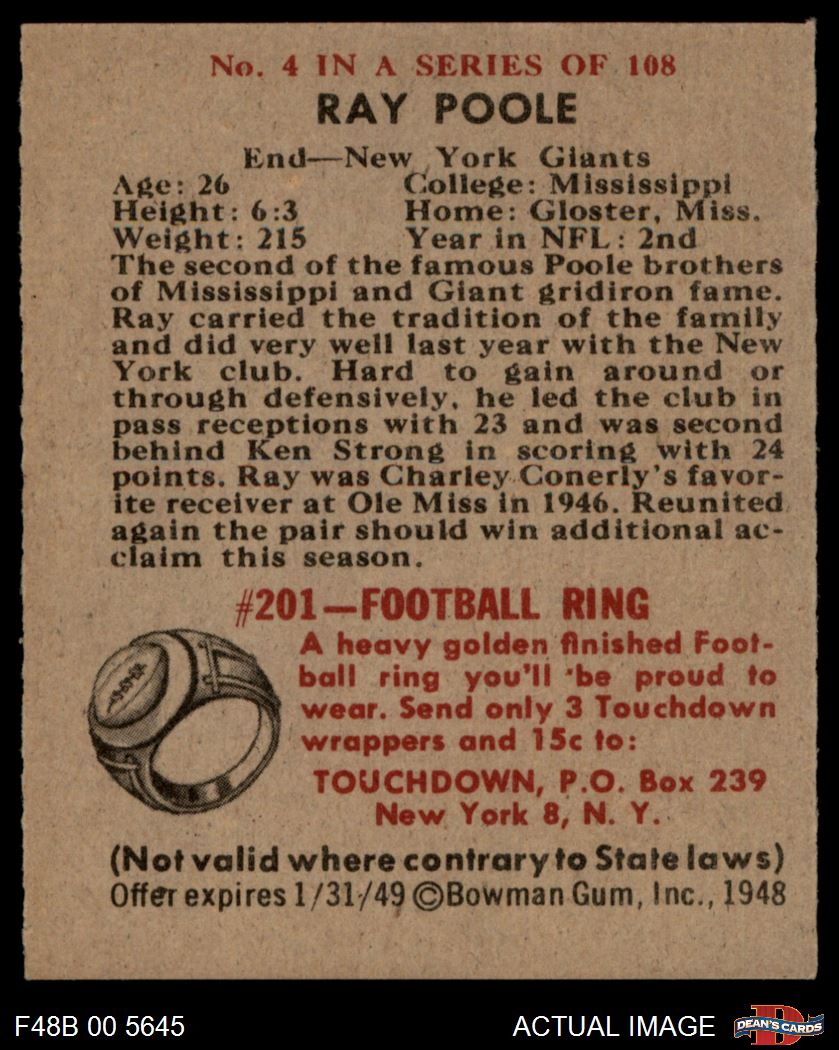 No. 4 IN A SERIES OF 108
RAY POOLE
End—New York Giants
Age: 26 College: Mississippi
Height: 6:3 Home: Gloster, Miss.
Weight: 215 Year in NFL: 2nd
The second of the famous Poole brothers
of Mississippi and Giant gridiron fame.
Ray carried the tradition of the family
and did very well last year with the New
York club. Hard to gain around or
through defensively, he led the club in
pass receptions with 23 and was second
behind Ken Strong in scoring with 24
points. Ray was Charley Conerly's favor-
ite receiver at Ole Miss in 1946. Reunited
again the pair should win additional ac-
claim this season.
#201—FOOTBALL RING
A heavy golden finished Foot-
ball ring you'll be proud to
wear. Send only 3 Touchdown
wrappers and 15c to:
TOUCHDOWN, P.O. Box 239
New York 8, N. Y.
(Not valid where contrary to State laws)
Offer expires 1/31/49 ©Bowman Gum, Inc., 1948
F48B 00 5645
ACTUAL IMAGE
D
DEAN'S CARDS